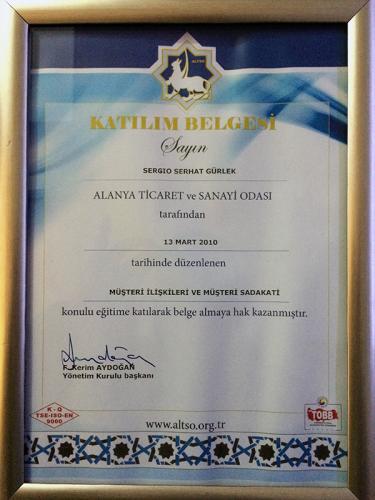 ALTSO
KATILIM BELGESİ
Sayın
SERGIO SERHAT GÜRLEK
ALANYA TİCARET ve SANAYİ ODASI
tarafından
13 MART 2010
tarihinde düzenlenen
MÜŞTERİ İLİŞKİLERİ VE MÜŞTERİ SADAKATİ
konulu eğitime katılarak belge almaya hak kazanmıştır.
F.Kerim AYDOĞAN
Yönetim Kurulu başkanı
K - Q
TSE-ISO-EN
9000
www.altso.org.tr
TOBB